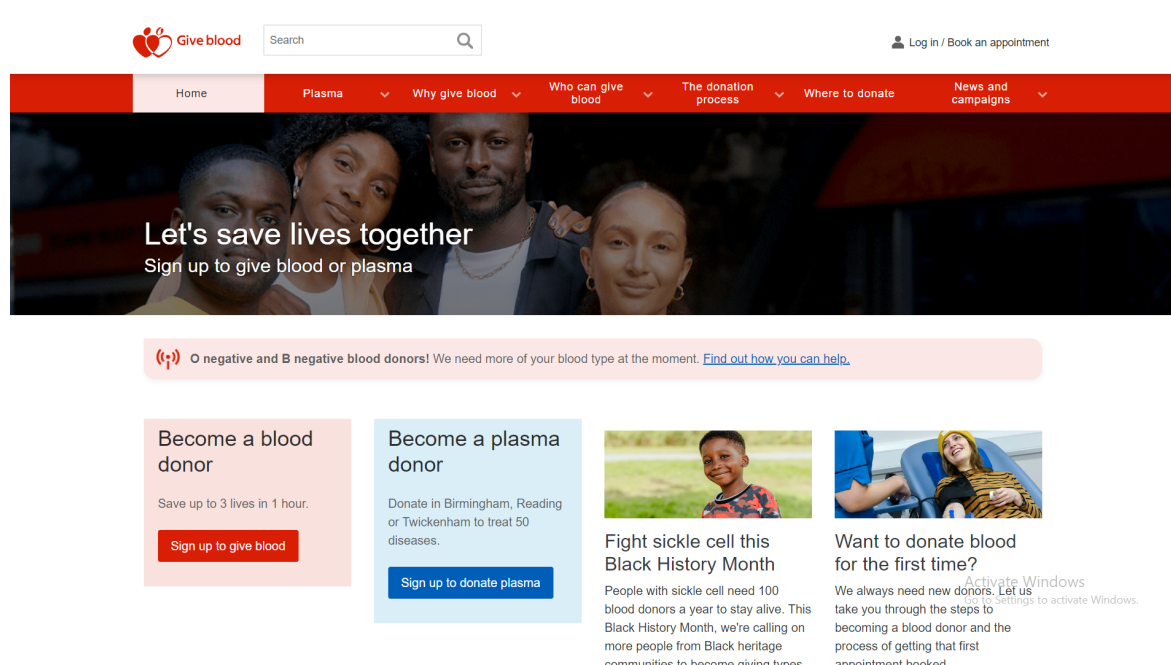 Give blood
Search
Log in / Book an appointment
Home
Plasma
Why give blood
Who can give
blood
The donation
process
Where to donate
News and
campaigns
Let's save lives together
Sign up to give blood or plasma
O negative and B negative blood donors! We need more of your blood type at the moment. Find out how you can help.
Become a blood
donor
Save up to 3 lives in 1 hour.
Sign up to give blood
Become a plasma
donor
Donate in Birmingham, Reading
or Twickenham to treat 50
diseases.
Sign up to donate plasma
Fight sickle cell this
Black History Month
People with sickle cell need 100
blood donors a year to stay alive. This
Black History Month, we're calling on
more people from Black heritage
communities to become giving types
Want to donate blood
for the first time?
We always need new donors. Let us
take you through the steps to
becoming a blood donor and the
process of getting that first
appointment booked
Activate Windows
Go to Settings to activate Windows.